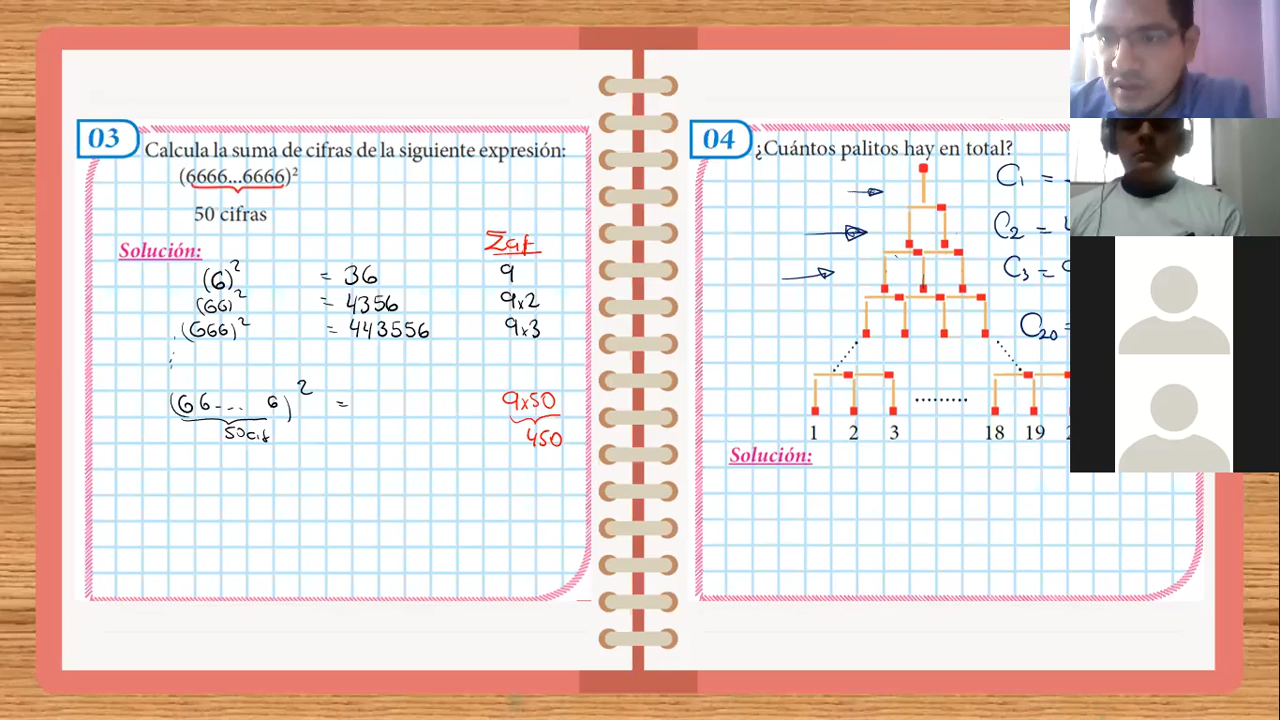 03
Calcula la suma de cifras de la siguiente expresión:
(6666...6666)²
50 cifras
Solución:
Σcif
(6)² = 36 9
(66)² = 4356 9x2
(666)² = 443556 9x3
(66... 6)² = 9x50
50cif 450
04
¿Cuántos palitos hay en total?
C1 =
C2 = 4
C3 =
C20 =
1 2 3 ......... 18 19
Solución: